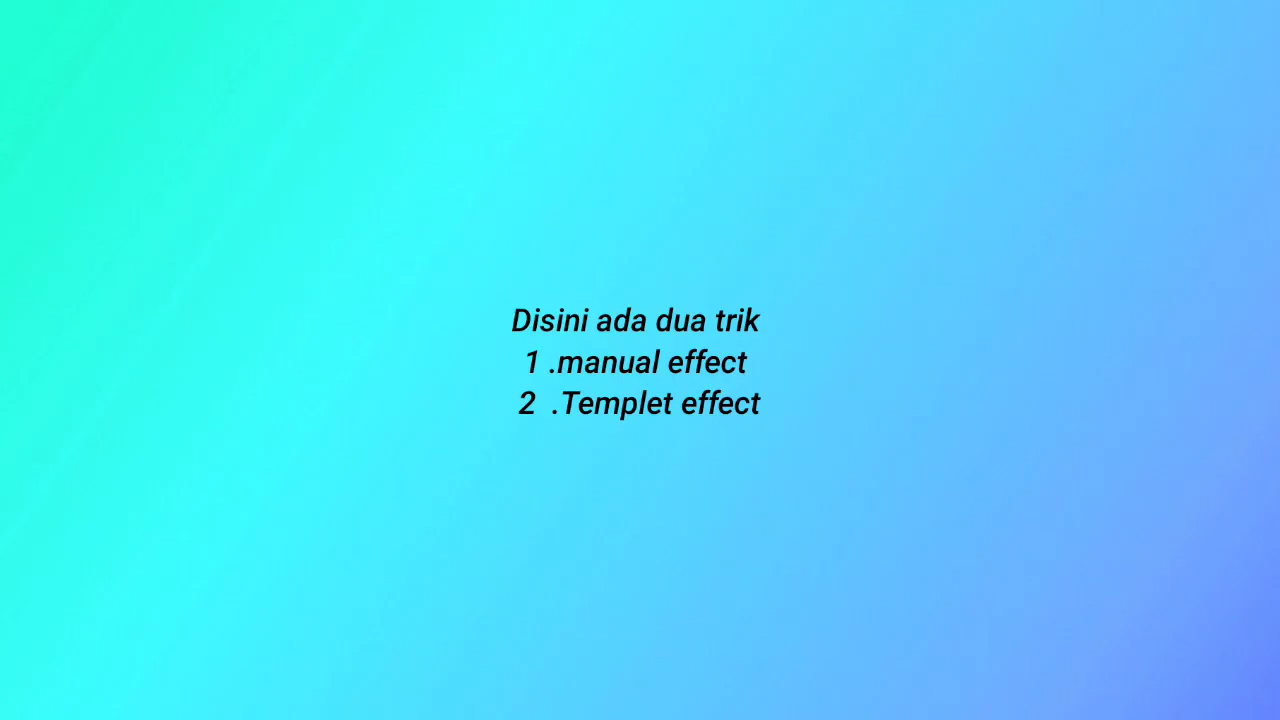 Disini ada dua trik
1 .manual effect
2 .Templet effect